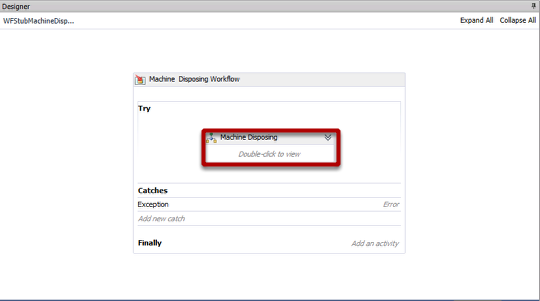 Designer
WFStubMachineDisp... Expand All Collapse All
Machine Disposing Workflow
Try
Machine Disposing
Double-click to view
Catches
Exception Error
Add new catch
Finally Add an activity